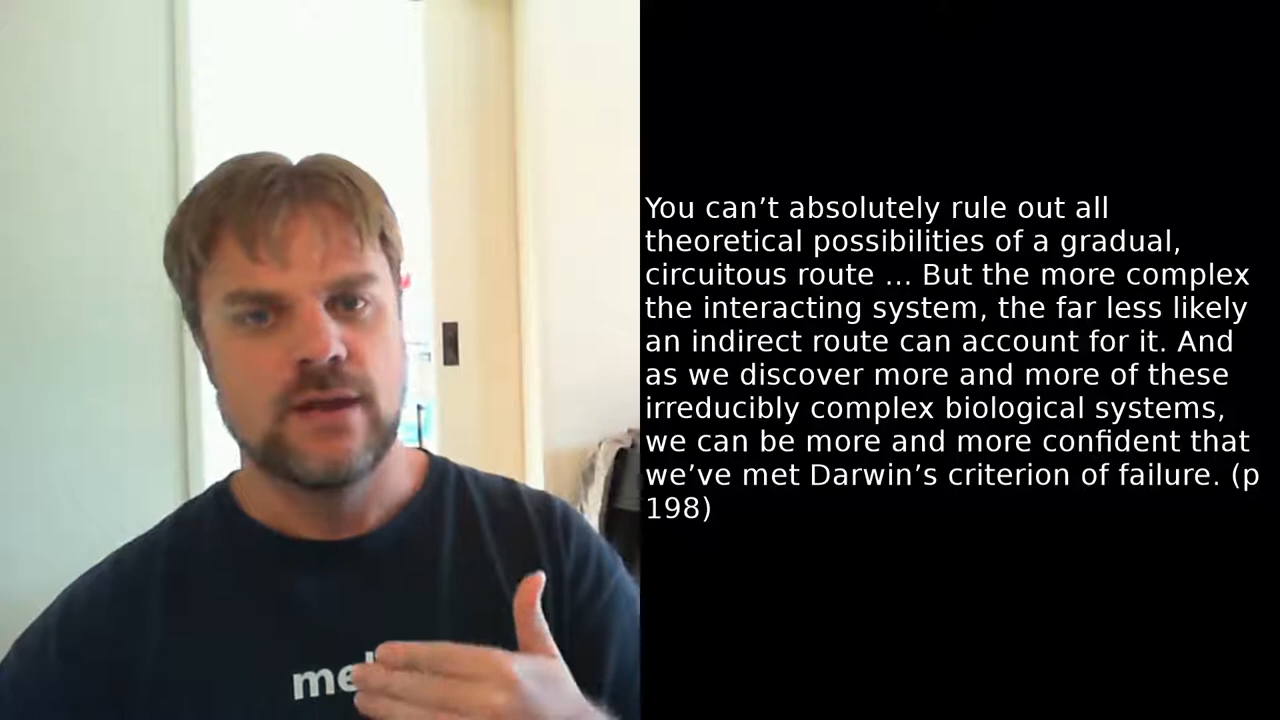 You can’t absolutely rule out all
theoretical possibilities of a gradual,
circuitous route ... But the more complex
the interacting system, the far less likely
an indirect route can account for it. And
as we discover more and more of these
irreducibly complex biological systems,
we can be more and more confident that
we’ve met Darwin’s criterion of failure. (p
198)